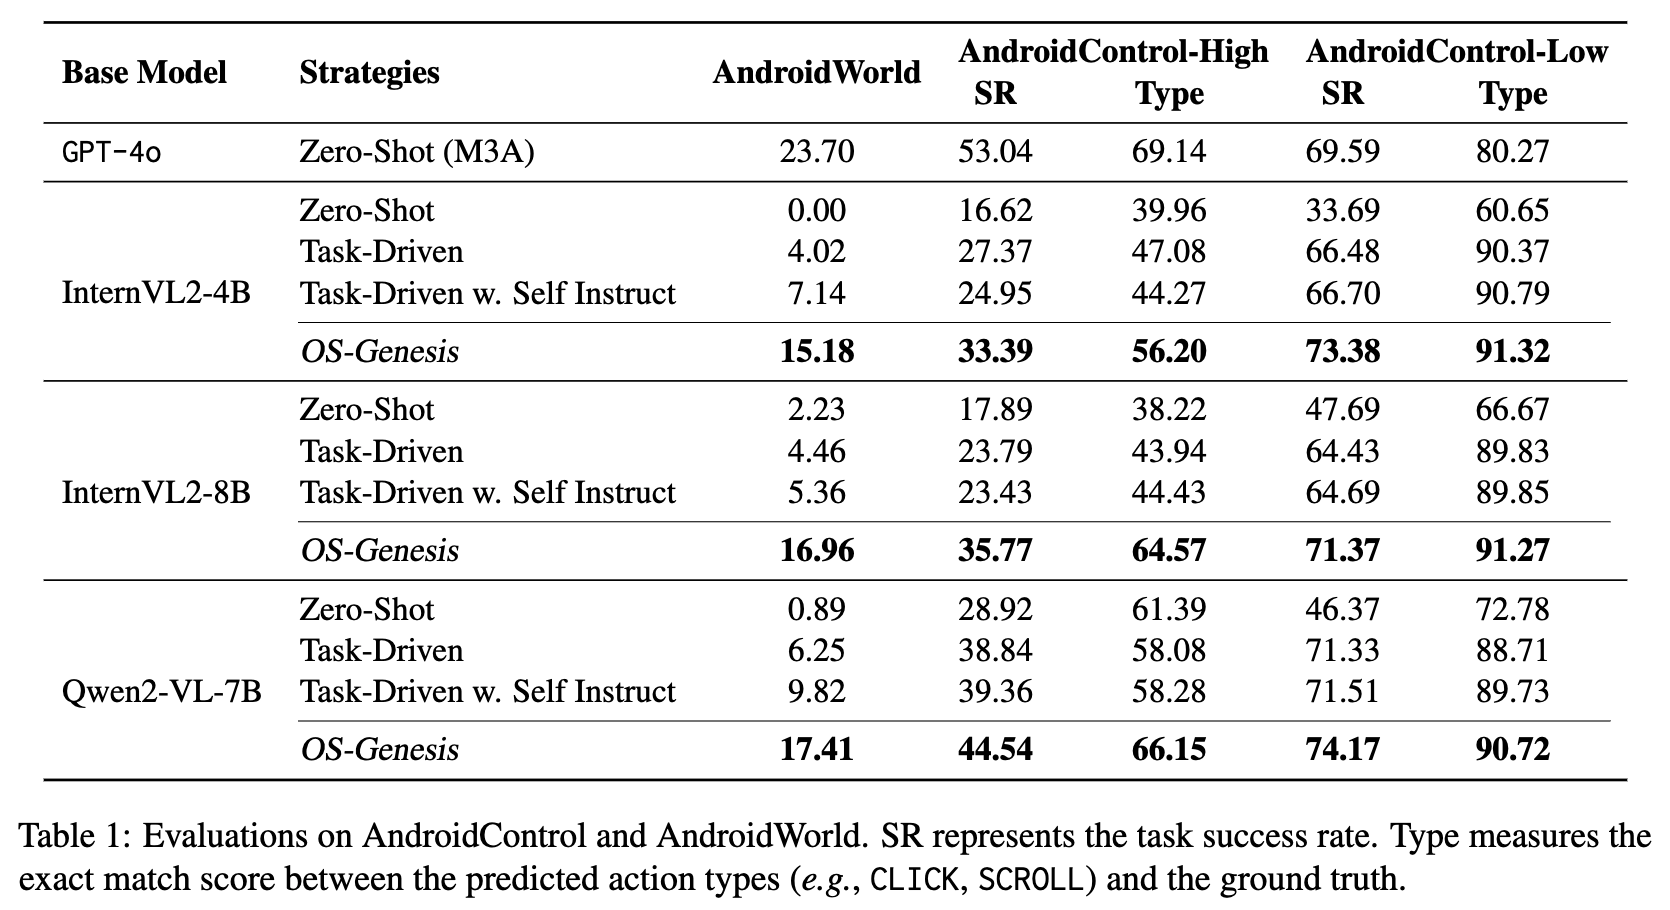 Base Model Strategies AndroidWorld AndroidControl-High AndroidControl-Low
SR Type SR Type
GPT-4o Zero-Shot (M3A) 23.70 53.04 69.14 69.59 80.27
Zero-Shot 0.00 16.62 39.96 33.69 60.65
Task-Driven 4.02 27.37 47.08 66.48 90.37
InternVL2-4B Task-Driven w. Self Instruct 7.14 24.95 44.27 66.70 90.79
OS-Genesis 15.18 33.39 56.20 73.38 91.32
Zero-Shot 2.23 17.89 38.22 47.69 66.67
Task-Driven 4.46 23.79 43.94 64.43 89.83
InternVL2-8B Task-Driven w. Self Instruct 5.36 23.43 44.43 64.69 89.85
OS-Genesis 16.96 35.77 64.57 71.37 91.27
Zero-Shot 0.89 28.92 61.39 46.37 72.78
Task-Driven 6.25 38.84 58.08 71.33 88.71
Qwen2-VL-7B Task-Driven w. Self Instruct 9.82 39.36 58.28 71.51 89.73
OS-Genesis 17.41 44.54 66.15 74.17 90.72
Table 1: Evaluations on AndroidControl and AndroidWorld. SR represents the task success rate. Type measures the
exact match score between the predicted action types (e.g., CLICK, SCROLL) and the ground truth.